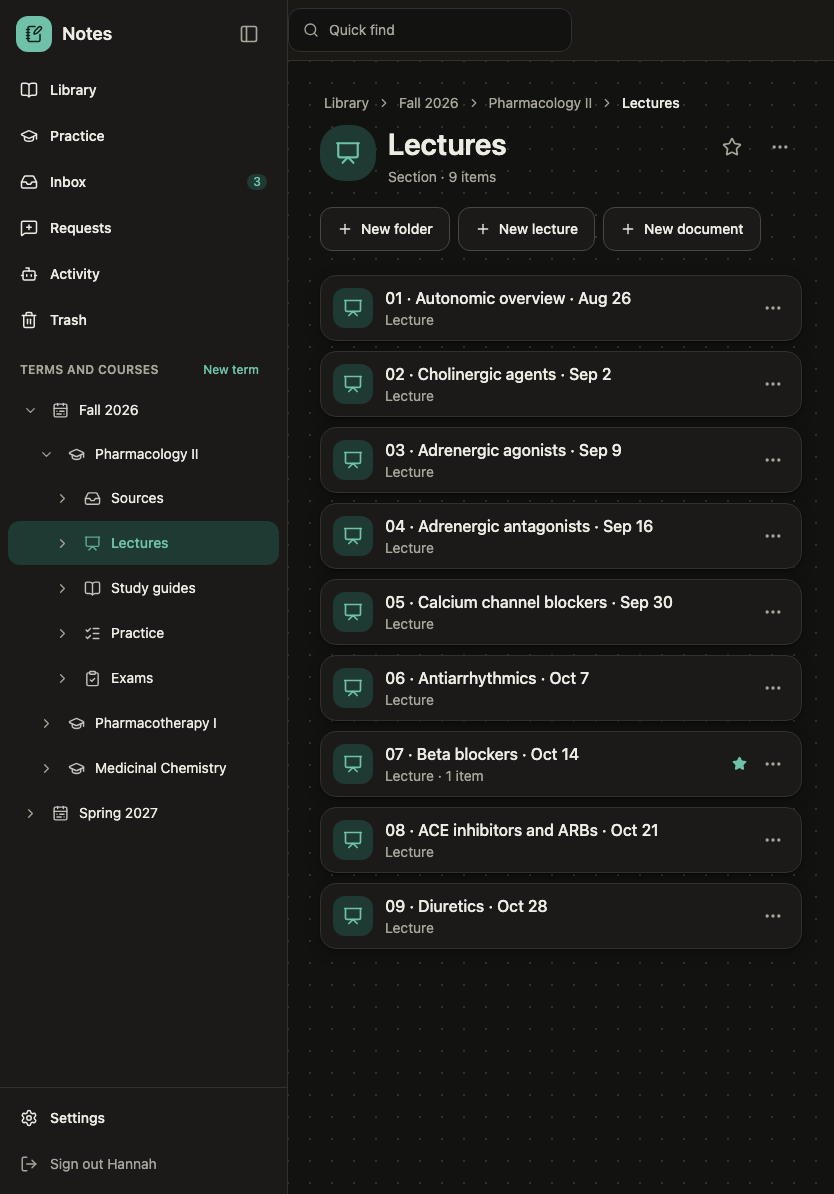 Notes
Quick find
Library
Practice
Inbox 3
Requests
Activity
Trash
TERMS AND COURSES New term
Fall 2026
Pharmacology II
Sources
Lectures
Study guides
Practice
Exams
Pharmacotherapy I
Medicinal Chemistry
Spring 2027
Settings
Sign out Hannah
Library > Fall 2026 > Pharmacology II > Lectures
Lectures
Section · 9 items
+ New folder + New lecture + New document
01 · Autonomic overview · Aug 26
Lecture
02 · Cholinergic agents · Sep 2
Lecture
03 · Adrenergic agonists · Sep 9
Lecture
04 · Adrenergic antagonists · Sep 16
Lecture
05 · Calcium channel blockers · Sep 30
Lecture
06 · Antiarrhythmics · Oct 7
Lecture
07 · Beta blockers · Oct 14
Lecture · 1 item
08 · ACE inhibitors and ARBs · Oct 21
Lecture
09 · Diuretics · Oct 28
Lecture